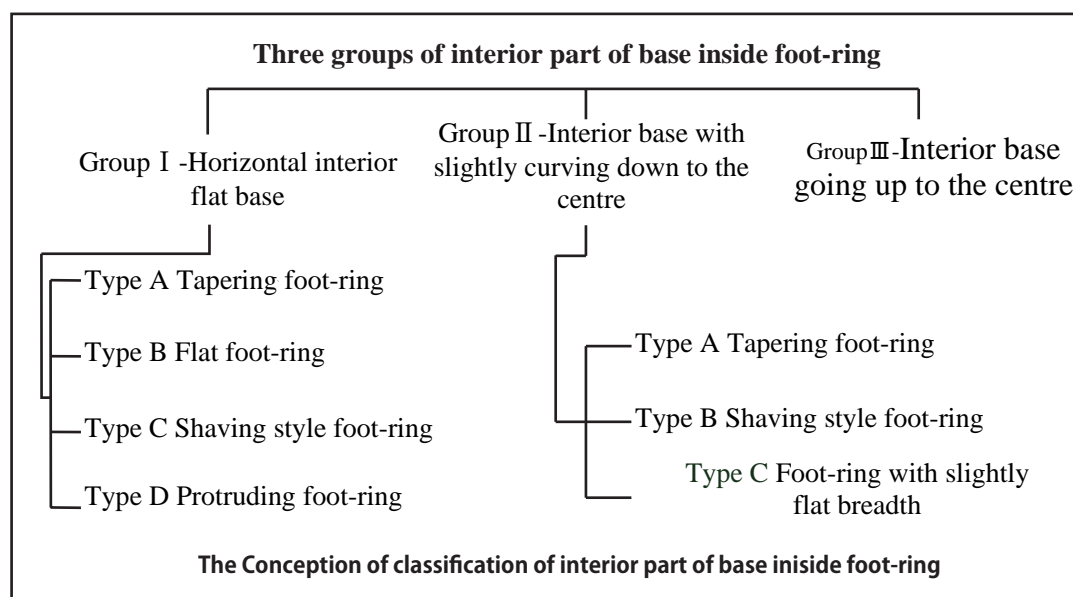 Three groups of interior part of base inside foot-ring
Group Ⅰ -Horizontal interior
flat base
Group Ⅱ -Interior base with
slightly curving down to the
centre
Group Ⅲ-Interior base
going up to the centre
Type A Tapering foot-ring
Type B Flat foot-ring
Type C Shaving style foot-ring
Type D Protruding foot-ring
Type A Tapering foot-ring
Type B Shaving style foot-ring
Type C Foot-ring with slightly
flat breadth
The Conception of classification of interior part of base iniside foot-ring